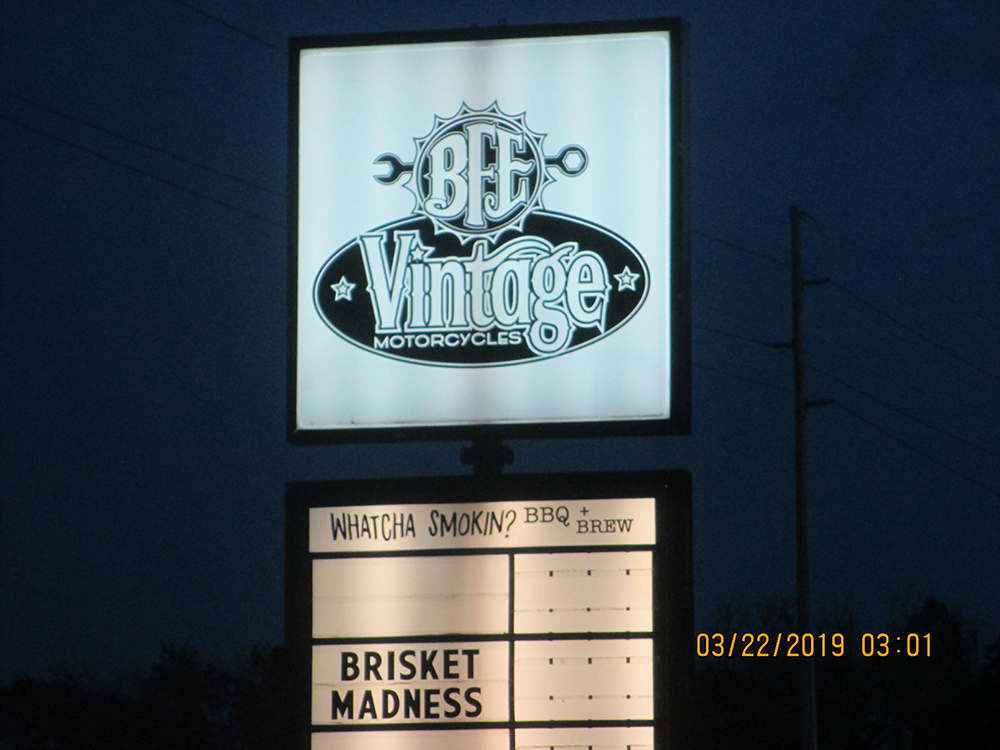 BFE
Vintage
MOTORCYCLES
WHATCHA SMOKIN? BBQ + BREW
BRISKET
MADNESS
03/22/2019 03:01